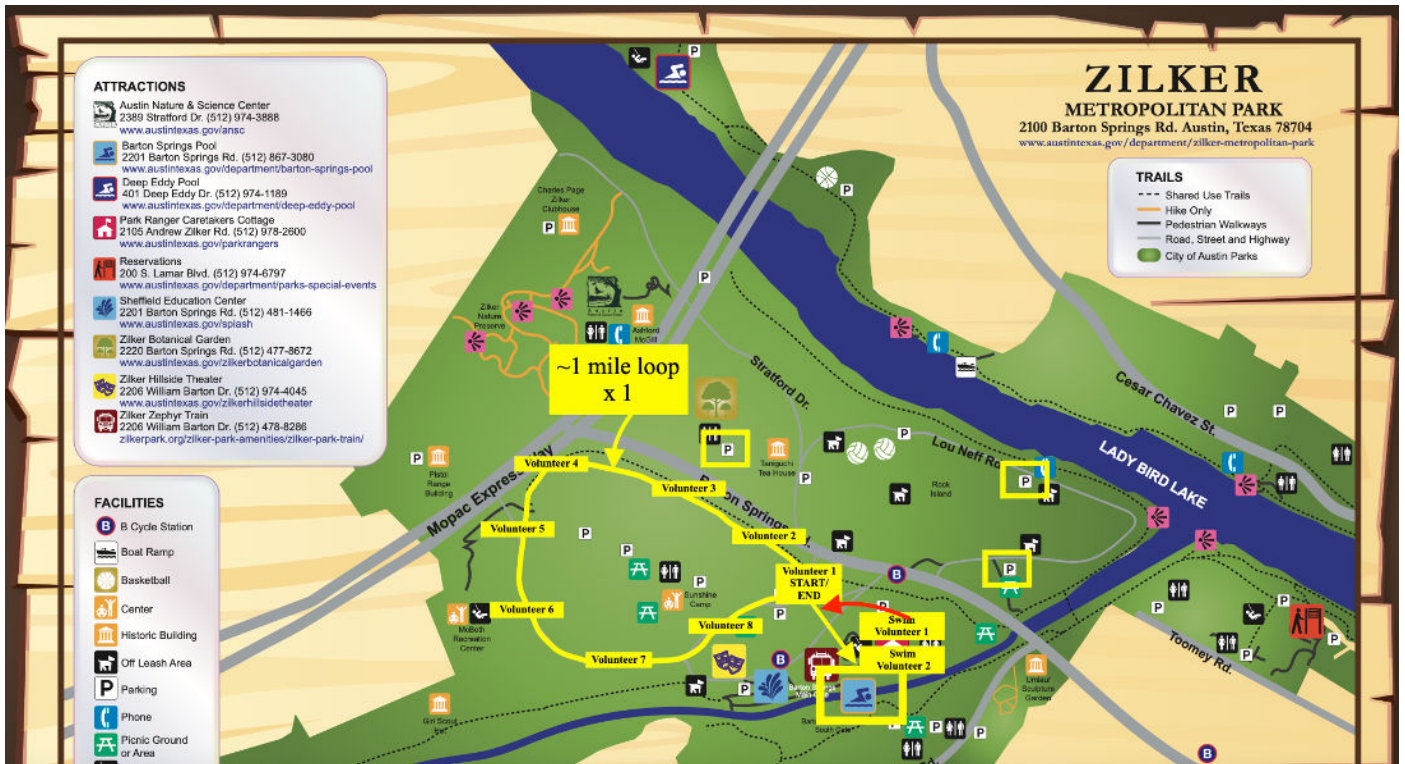 ZILKER
METROPOLITAN PARK
2100 Barton Springs Rd. Austin, Texas 78704
www.austintexas.gov/department/zilker-metropolitan-park
ATTRACTIONS
Austin Nature & Science Center
2389 Stratford Dr. (512) 974-3888
www.austintexas.gov/ansc
Barton Springs Pool
2201 Barton Springs Rd. (512) 867-3080
www.austintexas.gov/department/barton-springs-pool
Deep Eddy Pool
401 Deep Eddy Dr. (512) 974-1189
www.austintexas.gov/department/deep-eddy-pool
Park Ranger Caretakers Cottage
2105 Andrew Zilker Rd. (512) 978-2600
www.austintexas.gov/parkrangers
Reservations
200 S. Lamar Blvd. (512) 974-6797
www.austintexas.gov/department/parks-special-events
Sheffield Education Center
2201 Barton Springs Rd. (512) 481-1466
www.austintexas.gov/splash
Zilker Botanical Garden
2220 Barton Springs Rd. (512) 477-8672
www.austintexas.gov/zilkerbotanicalgarden
Zilker Hillside Theater
2206 William Barton Dr. (512) 974-4045
www.austintexas.gov/zilkerhillsidetheater
Zilker Zephyr Train
2206 William Barton Dr. (512) 478-8286
zilkerpark.org/zilker-park-amenities/zilker-park-train/
TRAILS
Shared Use Trails
Hike Only
Pedestrian Walkways
Road, Street and Highway
City of Austin Parks
FACILITIES
B B Cycle Station
Boat Ramp
Basketball
Center
Historic Building
Off Leash Area
P Parking
Phone
Picnic Ground
or Area
Charles Page
Zilker
Clubhouse
Zilker
Nature
Preserve
Austin
Ashford
McGill
~1 mile loop
x 1
Stratford Dr.
Cesar Chavez St.
LADY BIRD LAKE
Lou Neff Rd
Taniguchi
Tea House
Rock
Island
Pistol
Range
Building
Mopac Expressway
Barton Springs
Volunteer 4
Volunteer 3
Volunteer 5
Volunteer 2
Volunteer 1
START/
END
Volunteer 6
Sunshine
Camp
Volunteer 8
Swim
Volunteer 1
McBeth
Recreation
Center
Volunteer 7
Swim
Volunteer 2
Toomey Rd.
Umlauf
Sculpture
Garden
Girl Scout
South Gate